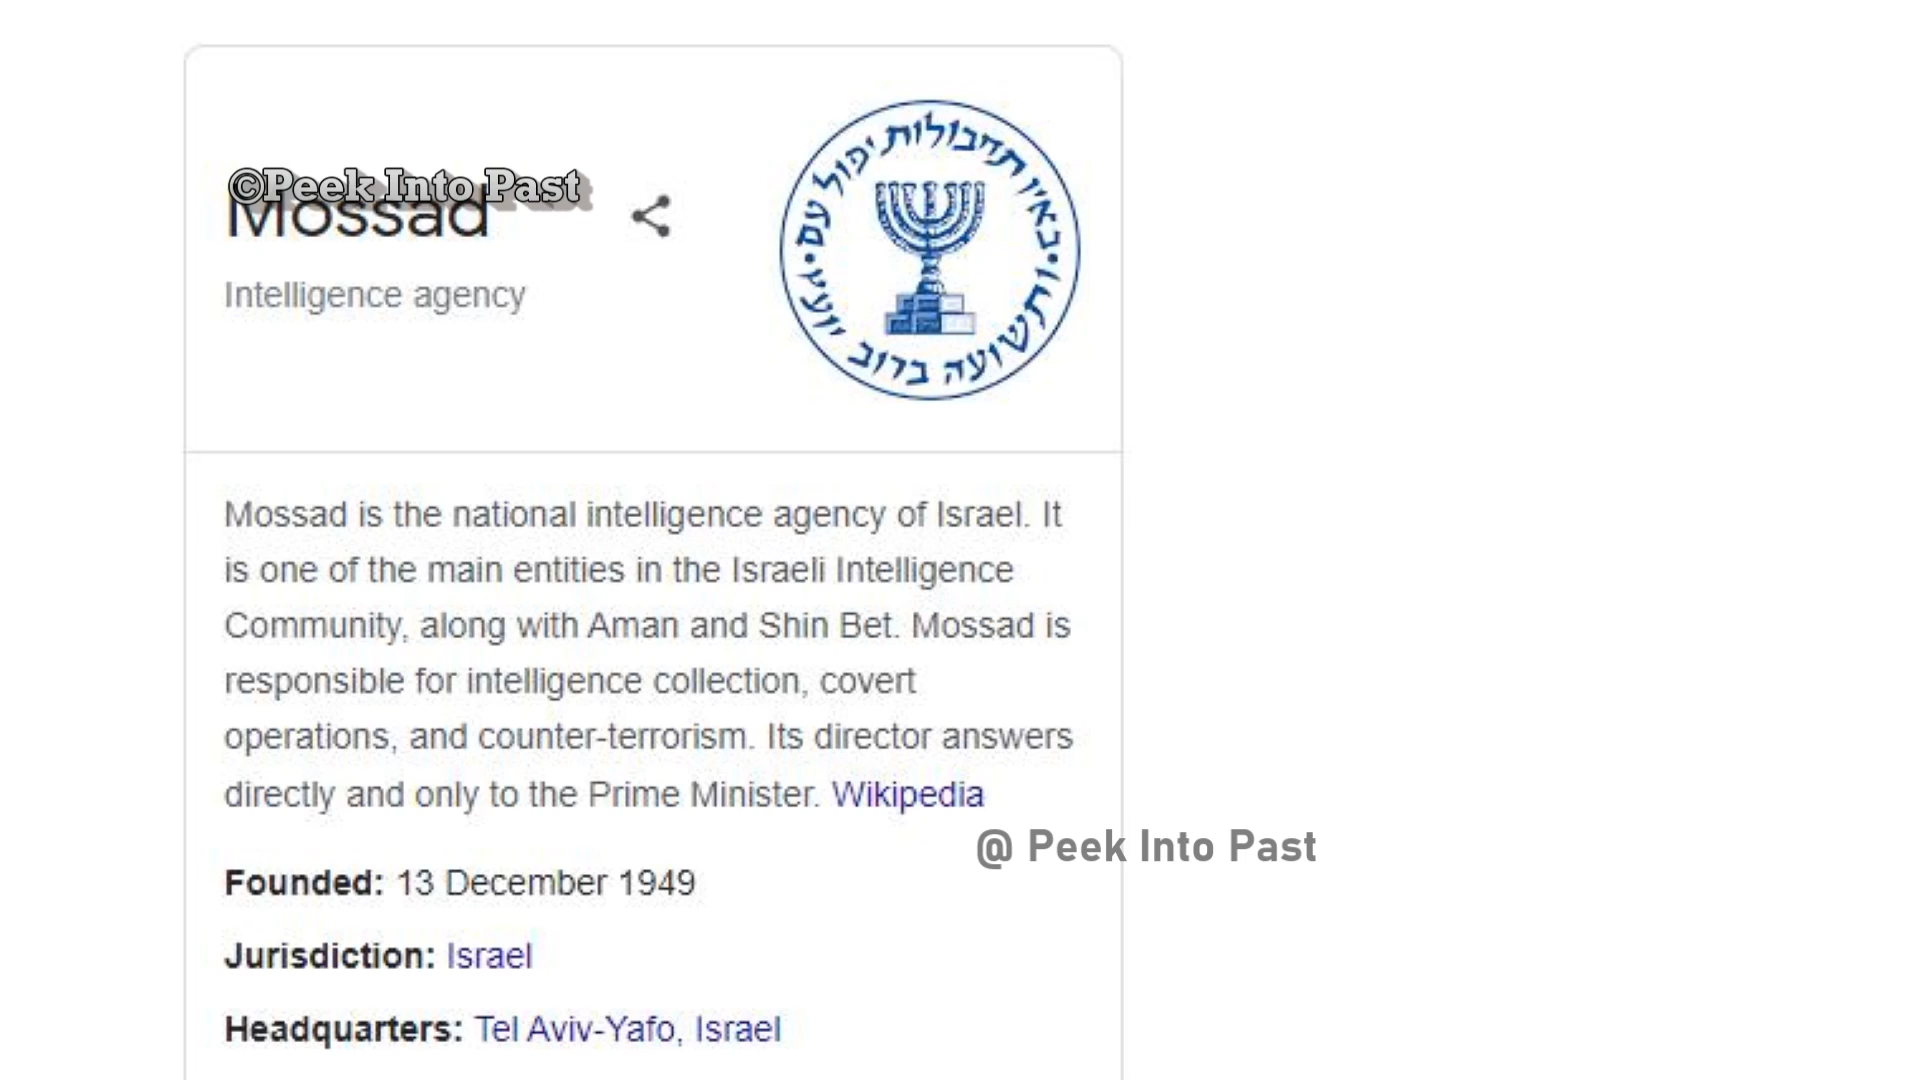 ©Peek Into Past
Mossad
Intelligence agency
באין תחבולות יפול עם
ותשועה ברוב יועץ
Mossad is the national intelligence agency of Israel. It
is one of the main entities in the Israeli Intelligence
Community, along with Aman and Shin Bet. Mossad is
responsible for intelligence collection, covert
operations, and counter-terrorism. Its director answers
directly and only to the Prime Minister. Wikipedia
@ Peek Into Past
Founded: 13 December 1949
Jurisdiction: Israel
Headquarters: Tel Aviv-Yafo, Israel